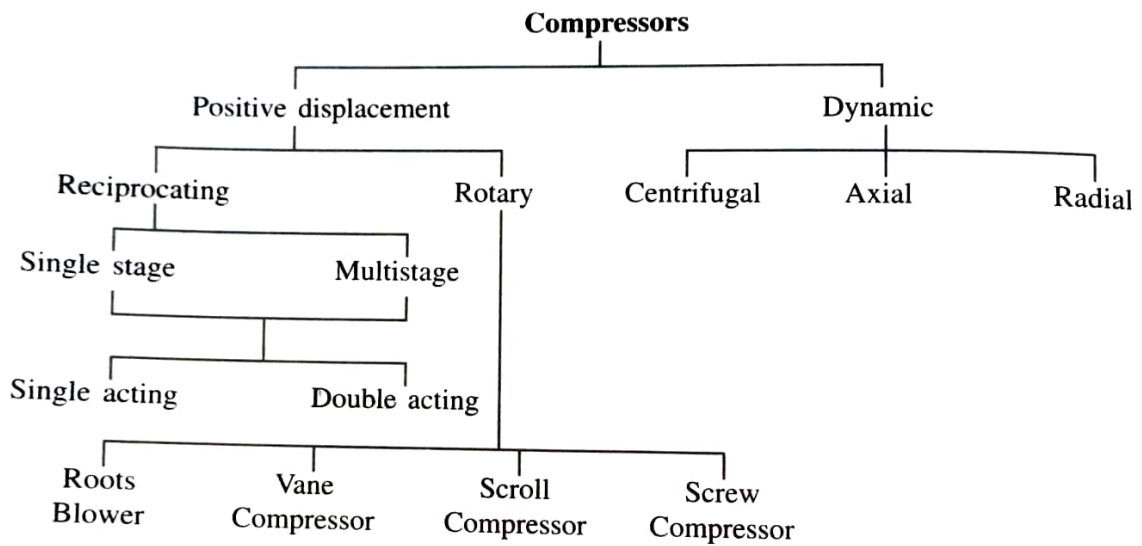 Compressors
Positive displacement
Dynamic
Reciprocating
Rotary
Centrifugal
Axial
Radial
Single stage
Multistage
Single acting
Double acting
Roots
Blower
Vane
Compressor
Scroll
Compressor
Screw
Compressor